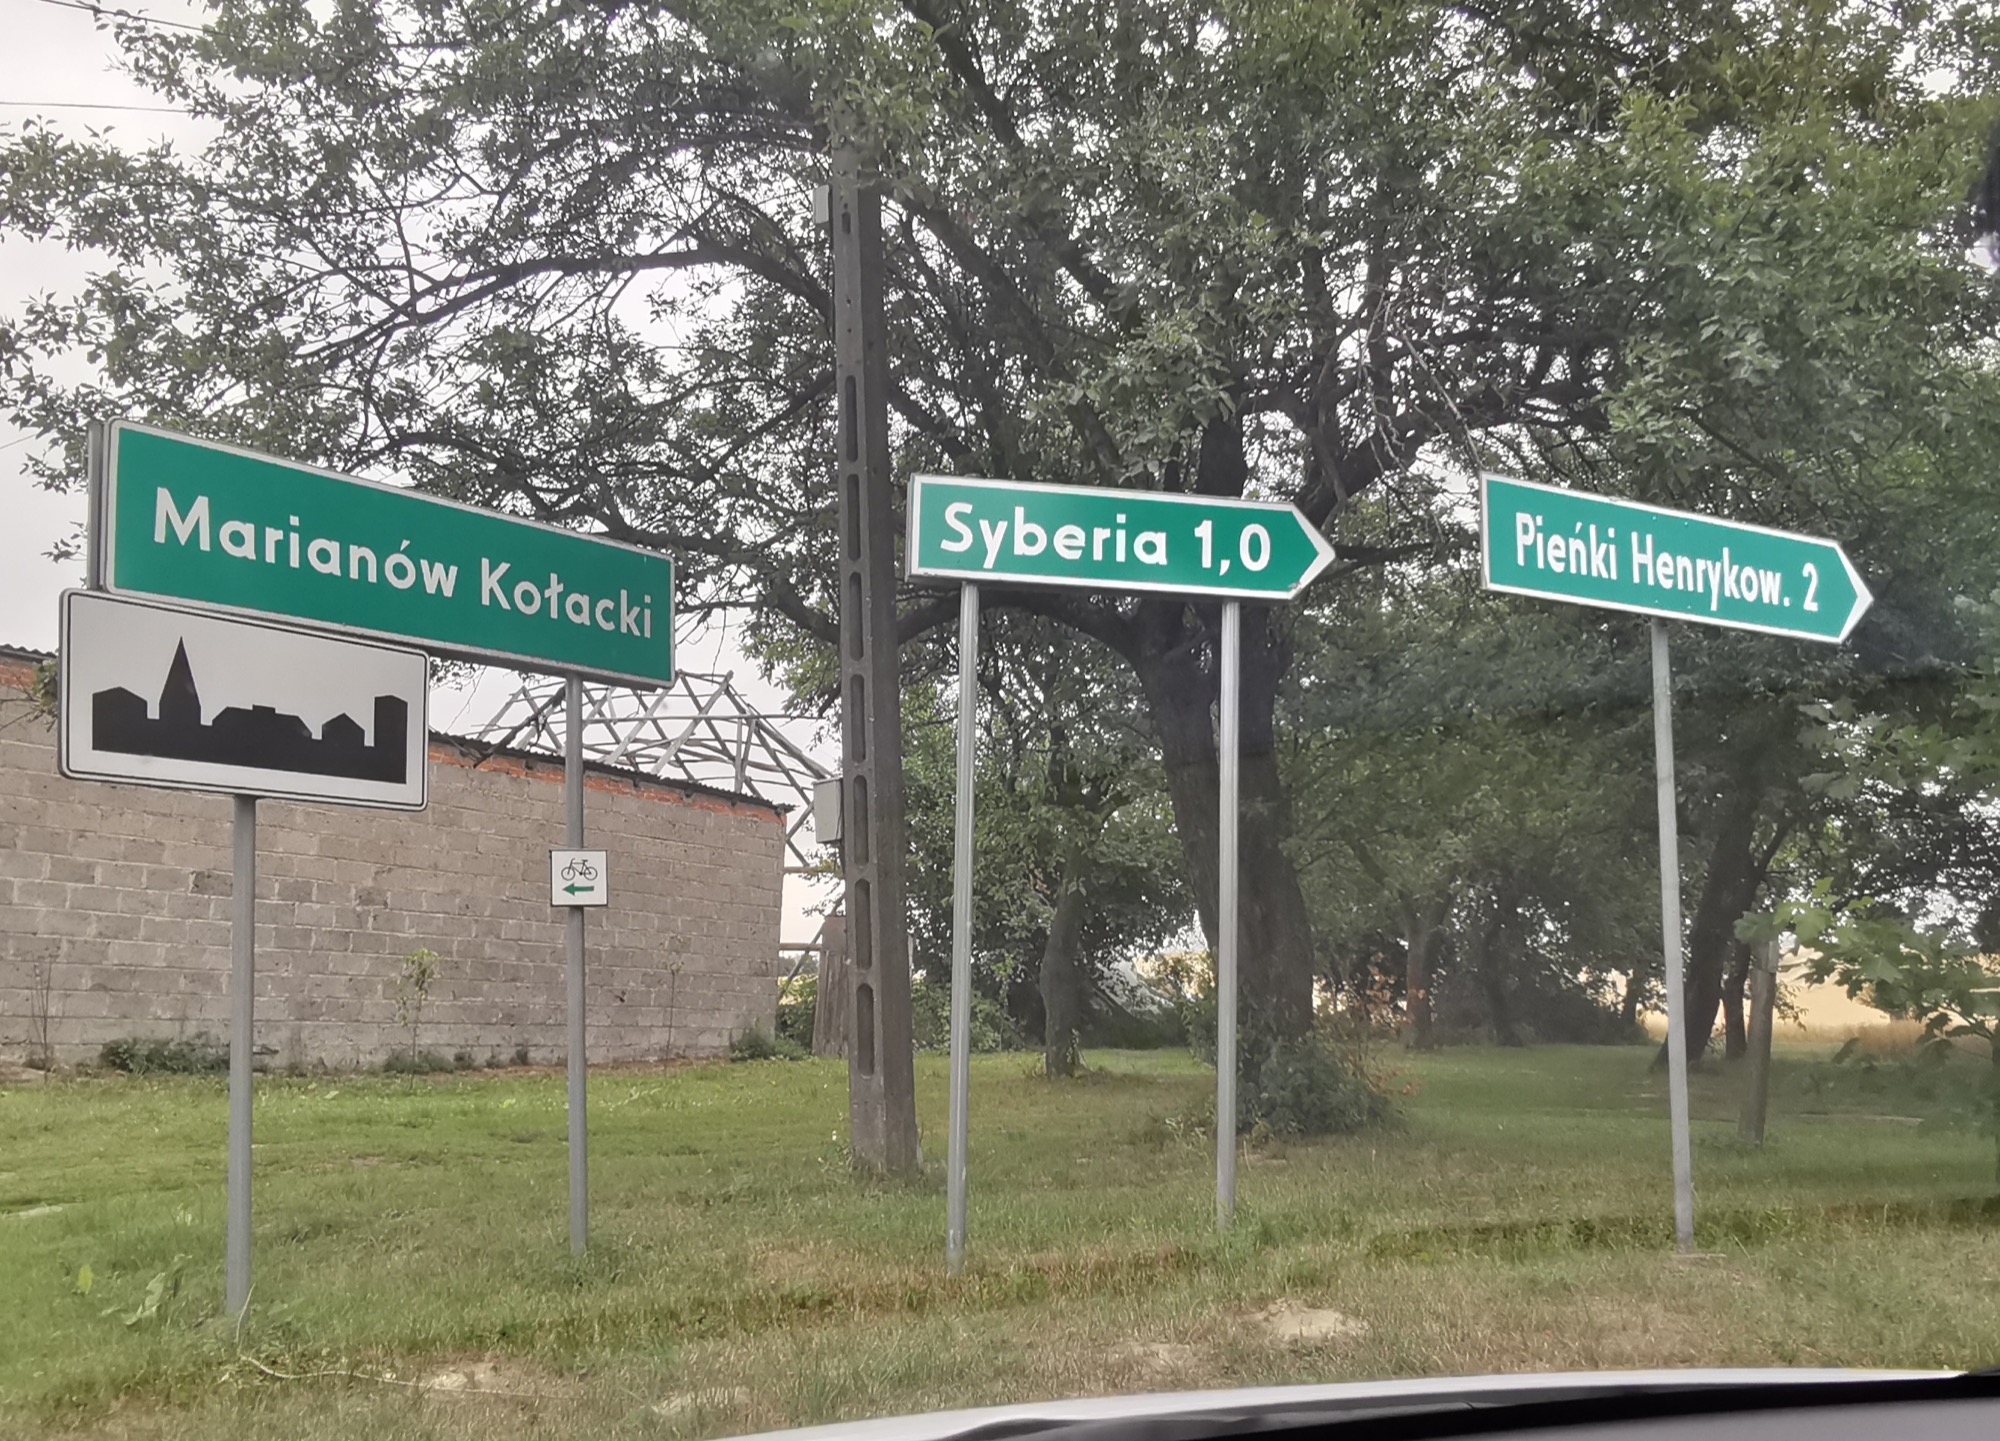 Marianów Kołacki
Syberia 1,0
Pieńki Henrykow. 2